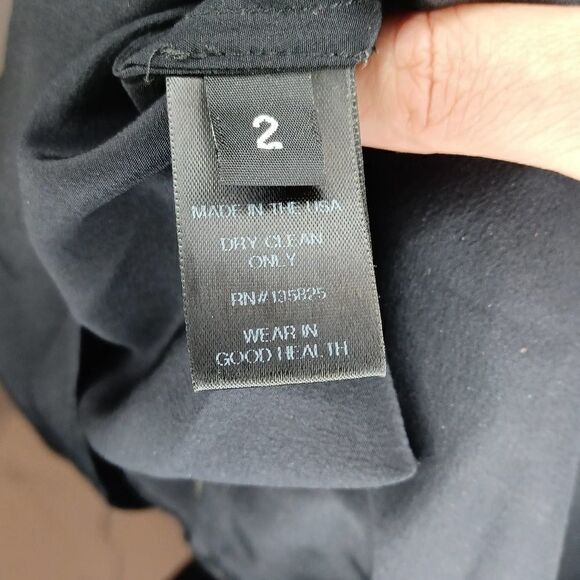 2
MADE IN THE USA
DRY CLEAN
ONLY
RN#135825
WEAR IN
GOOD HEALTH